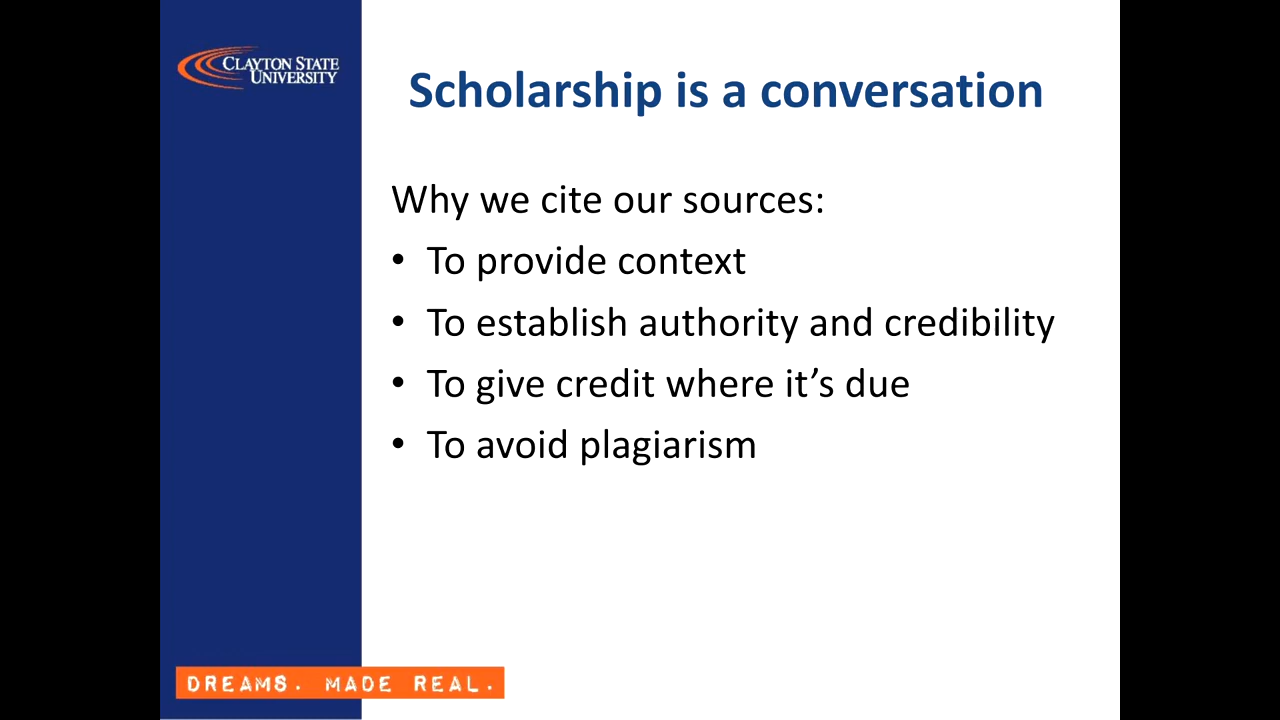 CLAYTON STATE
UNIVERSITY
Scholarship is a conversation
Why we cite our sources:
• To provide context
• To establish authority and credibility
• To give credit where it’s due
• To avoid plagiarism
DREAMS. MADE REAL.